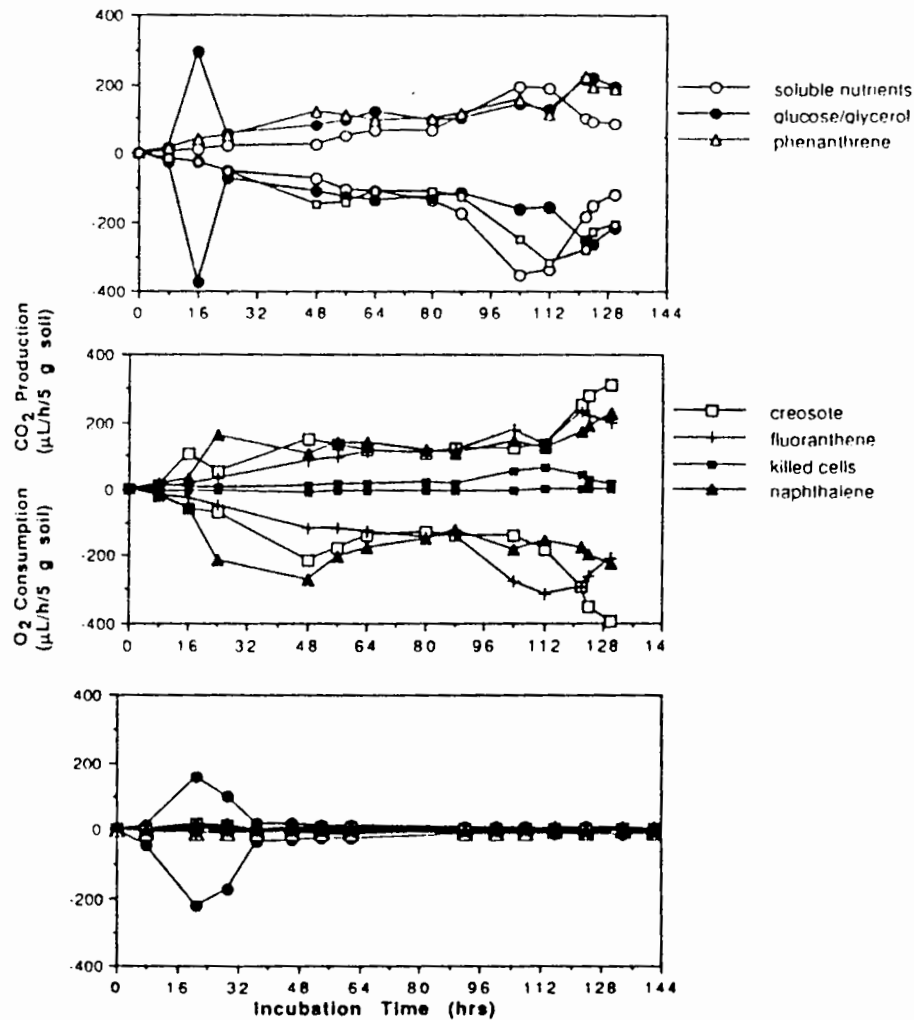 400
200
0
-200
-400
0 16 32 48 64 80 96 112 128 144
soluble nutrients
glucose/glycerol
phenanthrene
CO2 Production
(µL/h/5 g soil)
O2 Consumption
(µL/h/5 g soil)
400
200
0
-200
-400
0 16 32 48 64 80 96 112 128 14
creosote
fluoranthene
killed cells
naphthalene
400
200
0
-200
-400
0 16 32 48 64 80 96 112 128 144
Incubation Time (hrs)